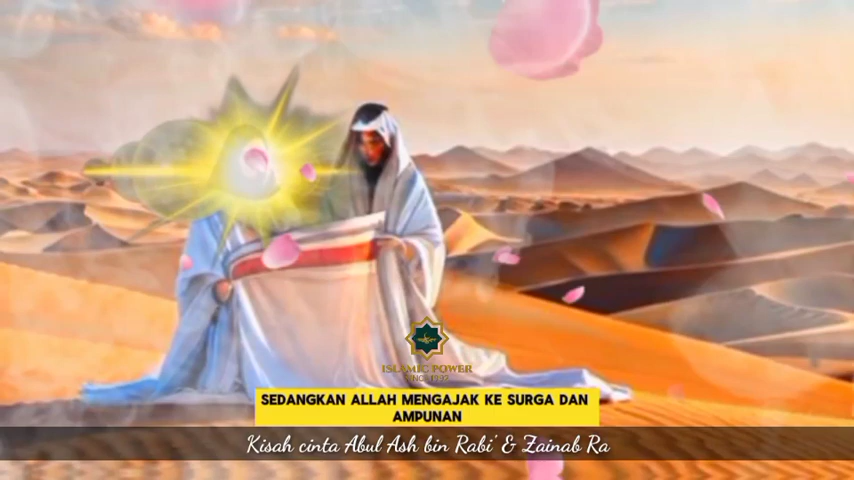 ISLAMIC POWER
SEDANGKAN ALLAH MENGAJAK KE SURGA DAN
AMPUNAN
Kisah cinta Abul Ash bin Rabi' & Zainab Ra